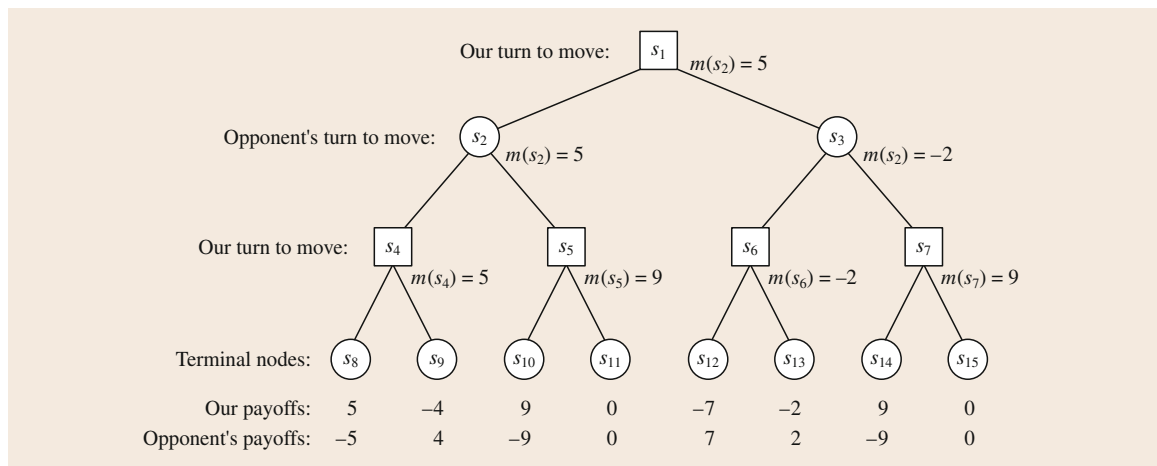 Our turn to move: s1
m(s2) = 5
Opponent's turn to move: s2 s3
m(s2) = 5 m(s2) = –2
Our turn to move: s4 s5 s6 s7
m(s4) = 5 m(s5) = 9 m(s6) = –2 m(s7) = 9
Terminal nodes: s8 s9 s10 s11 s12 s13 s14 s15
Our payoffs: 5 –4 9 0 –7 –2 9 0
Opponent's payoffs: –5 4 –9 0 7 2 –9 0